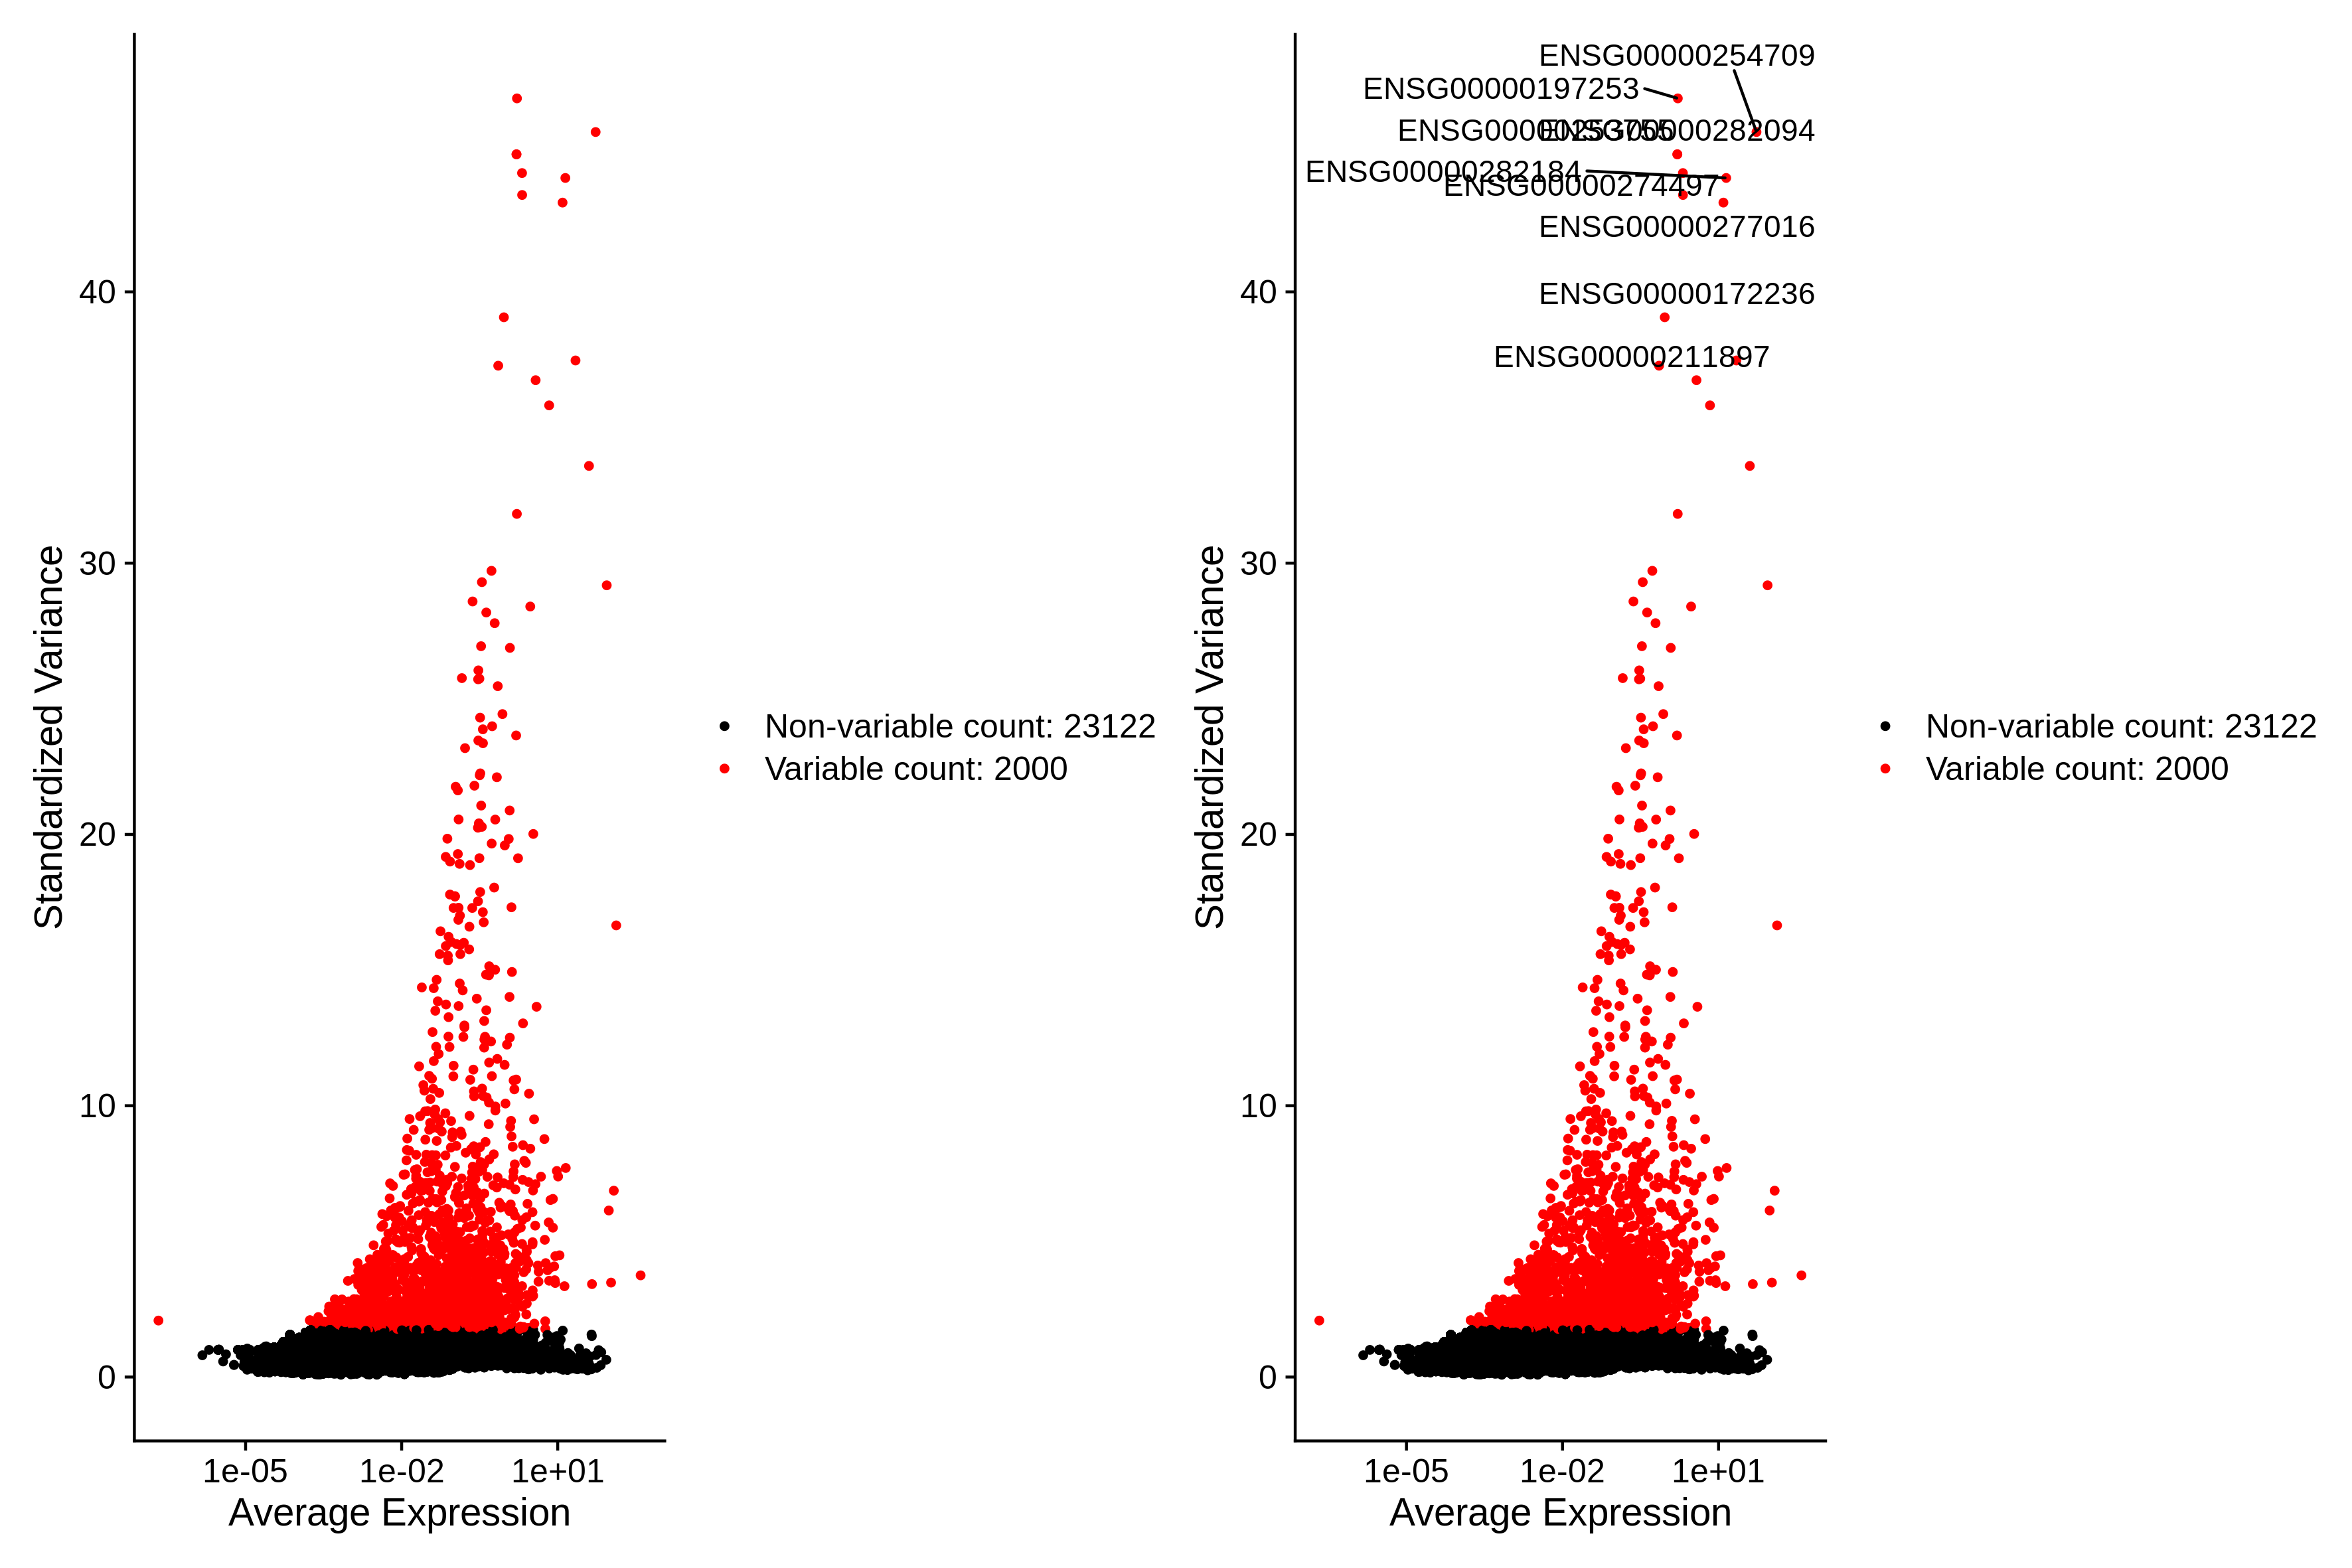 40
30
20
10
0
Standardized Variance
1e-05
1e-02
1e+01
Average Expression
Non-variable count: 23122
Variable count: 2000
ENSG00000254709
ENSG00000197253
ENSG00000253755
ENSG00000282094
ENSG00000282184
ENSG00000274497
ENSG00000277016
ENSG00000172236
ENSG00000211897
40
30
20
10
0
Standardized Variance
1e-05
1e-02
1e+01
Average Expression
Non-variable count: 23122
Variable count: 2000